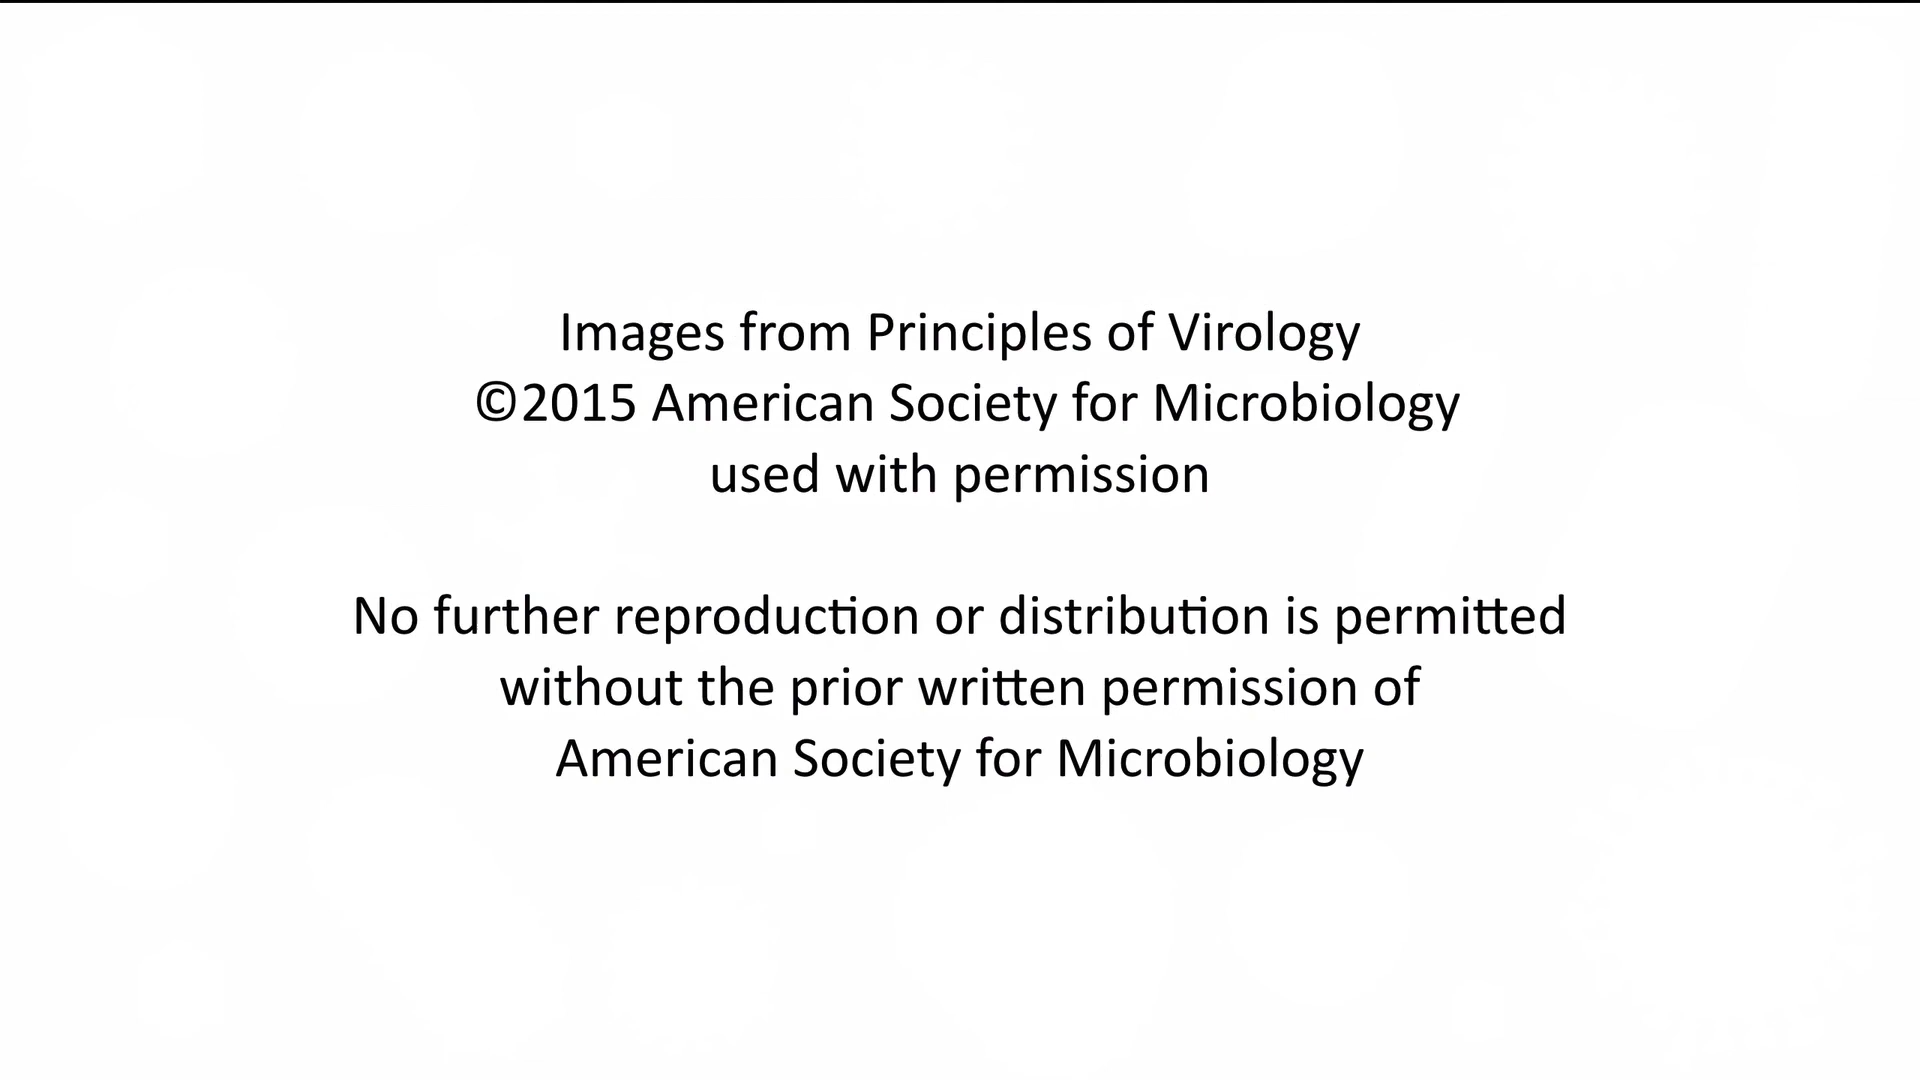 Images from Principles of Virology
©2015 American Society for Microbiology
used with permission
No further reproduction or distribution is permitted
without the prior written permission of
American Society for Microbiology